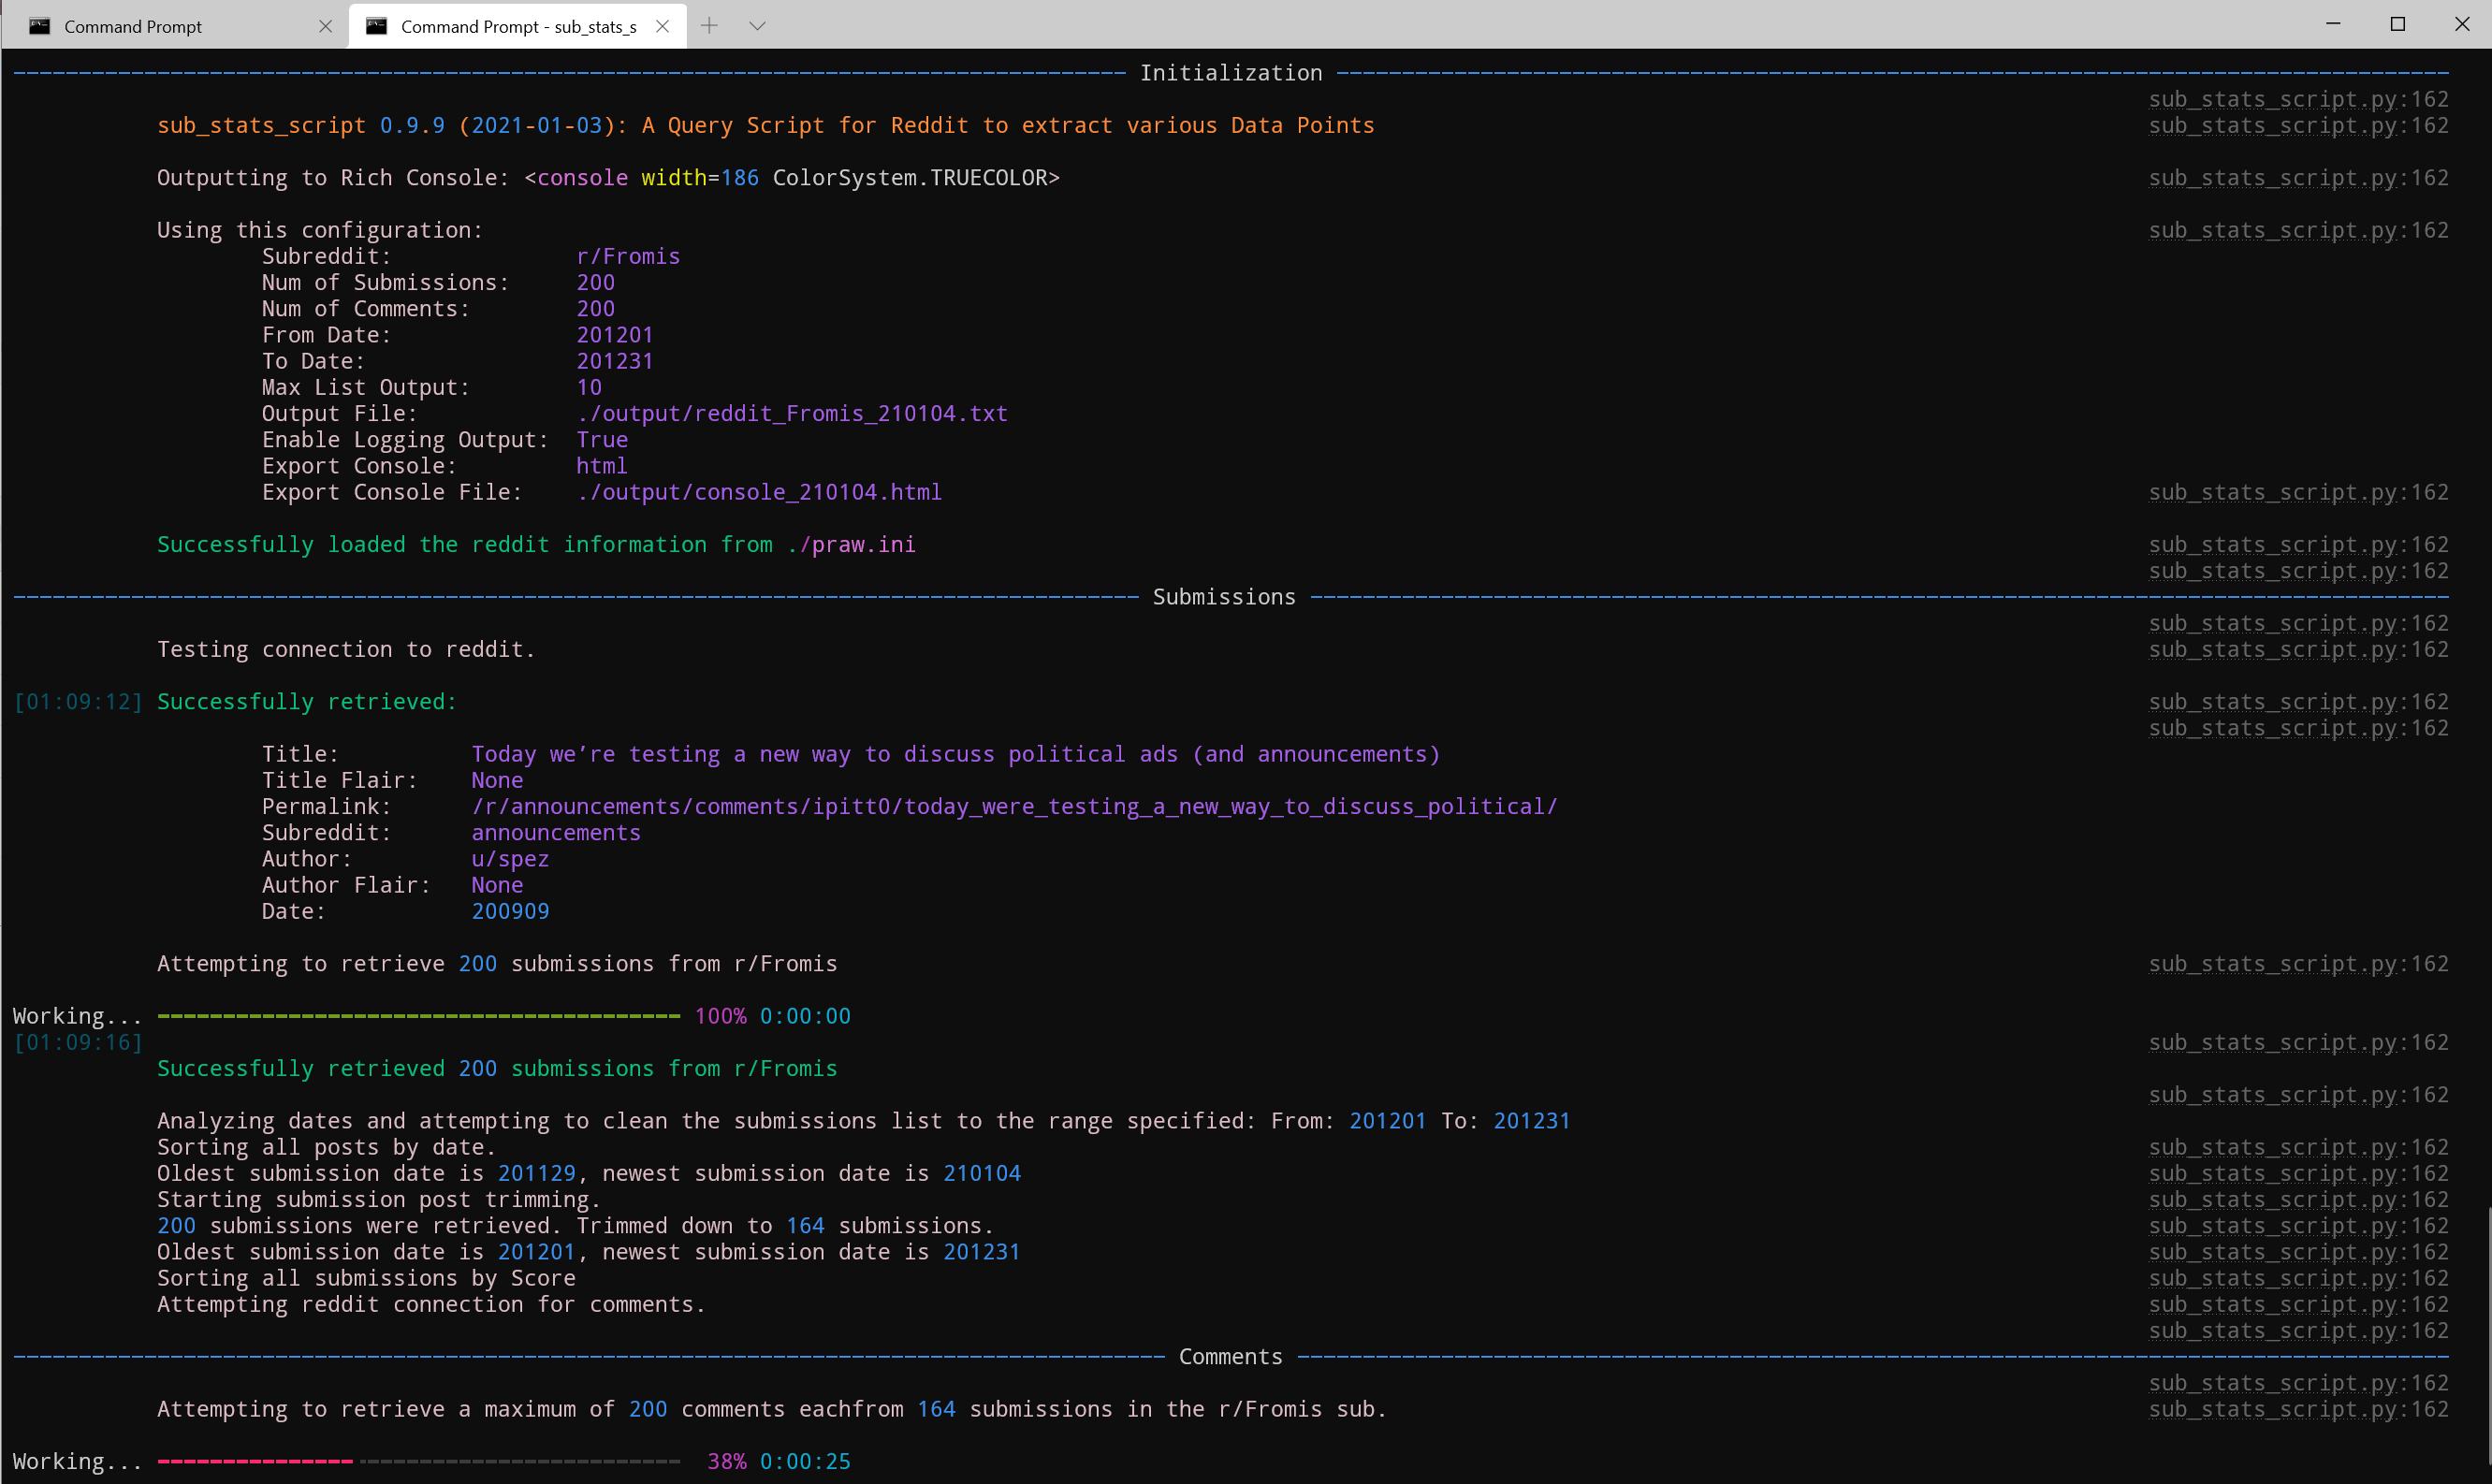 Command Prompt
Command Prompt - sub_stats_s
Initialization
sub_stats_script.py:162
sub_stats_script 0.9.9 (2021-01-03): A Query Script for Reddit to extract various Data Points sub_stats_script.py:162
Outputting to Rich Console: <console width=186 ColorSystem.TRUECOLOR> sub_stats_script.py:162
Using this configuration: sub_stats_script.py:162
Subreddit: r/Fromis
Num of Submissions: 200
Num of Comments: 200
From Date: 201201
To Date: 201231
Max List Output: 10
Output File: ./output/reddit_Fromis_210104.txt
Enable Logging Output: True
Export Console: html
Export Console File: ./output/console_210104.html sub_stats_script.py:162
Successfully loaded the reddit information from ./praw.ini sub_stats_script.py:162
sub_stats_script.py:162
Submissions
sub_stats_script.py:162
Testing connection to reddit. sub_stats_script.py:162
[01:09:12] Successfully retrieved: sub_stats_script.py:162
sub_stats_script.py:162
Title: Today we’re testing a new way to discuss political ads (and announcements)
Title Flair: None
Permalink: /r/announcements/comments/ipitt0/today_were_testing_a_new_way_to_discuss_political/
Subreddit: announcements
Author: u/spez
Author Flair: None
Date: 200909
Attempting to retrieve 200 submissions from r/Fromis sub_stats_script.py:162
Working... 100% 0:00:00
[01:09:16] sub_stats_script.py:162
Successfully retrieved 200 submissions from r/Fromis
sub_stats_script.py:162
Analyzing dates and attempting to clean the submissions list to the range specified: From: 201201 To: 201231
Sorting all posts by date. sub_stats_script.py:162
Oldest submission date is 201129, newest submission date is 210104 sub_stats_script.py:162
Starting submission post trimming. sub_stats_script.py:162
200 submissions were retrieved. Trimmed down to 164 submissions. sub_stats_script.py:162
Oldest submission date is 201201, newest submission date is 201231 sub_stats_script.py:162
Sorting all submissions by Score sub_stats_script.py:162
Attempting reddit connection for comments. sub_stats_script.py:162
sub_stats_script.py:162
Comments
sub_stats_script.py:162
Attempting to retrieve a maximum of 200 comments eachfrom 164 submissions in the r/Fromis sub. sub_stats_script.py:162
Working... 38% 0:00:25